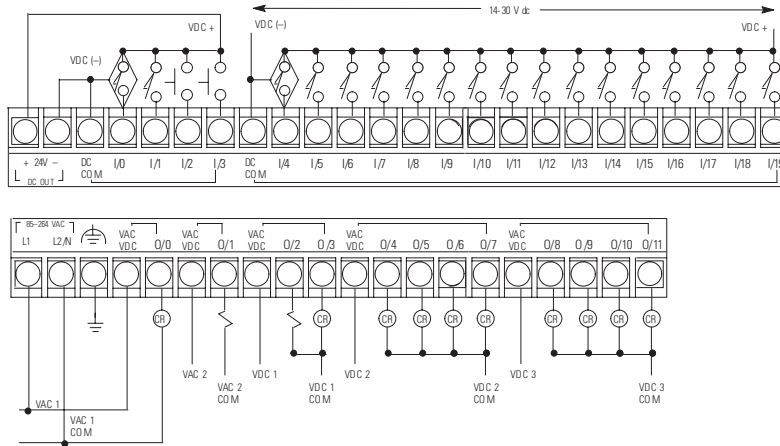 14-30 V dc
VDC + VDC (–) VDC +
VDC (–)
+ 24V – DC COM I/0 I/1 I/2 I/3 DC COM I/4 I/5 I/6 I/7 I/8 I/9 I/10 I/11 I/12 I/13 I/14 I/15 I/16 I/17 I/18 I/19
DC OUT
85–264 VAC
L1 L2/N VAC VDC O/0 VAC VDC O/1 VAC VDC O/2 O/3 VAC VDC O/4 O/5 O/6 O/7 VAC VDC O/8 O/9 O/10 O/11
CR CR CR CR CR CR CR CR CR CR
VAC 2 VAC 2 COM VDC 1 VDC 1 COM VDC 2 VDC 2 COM VDC 3 VDC 3 COM
VAC 1
VAC 1 COM